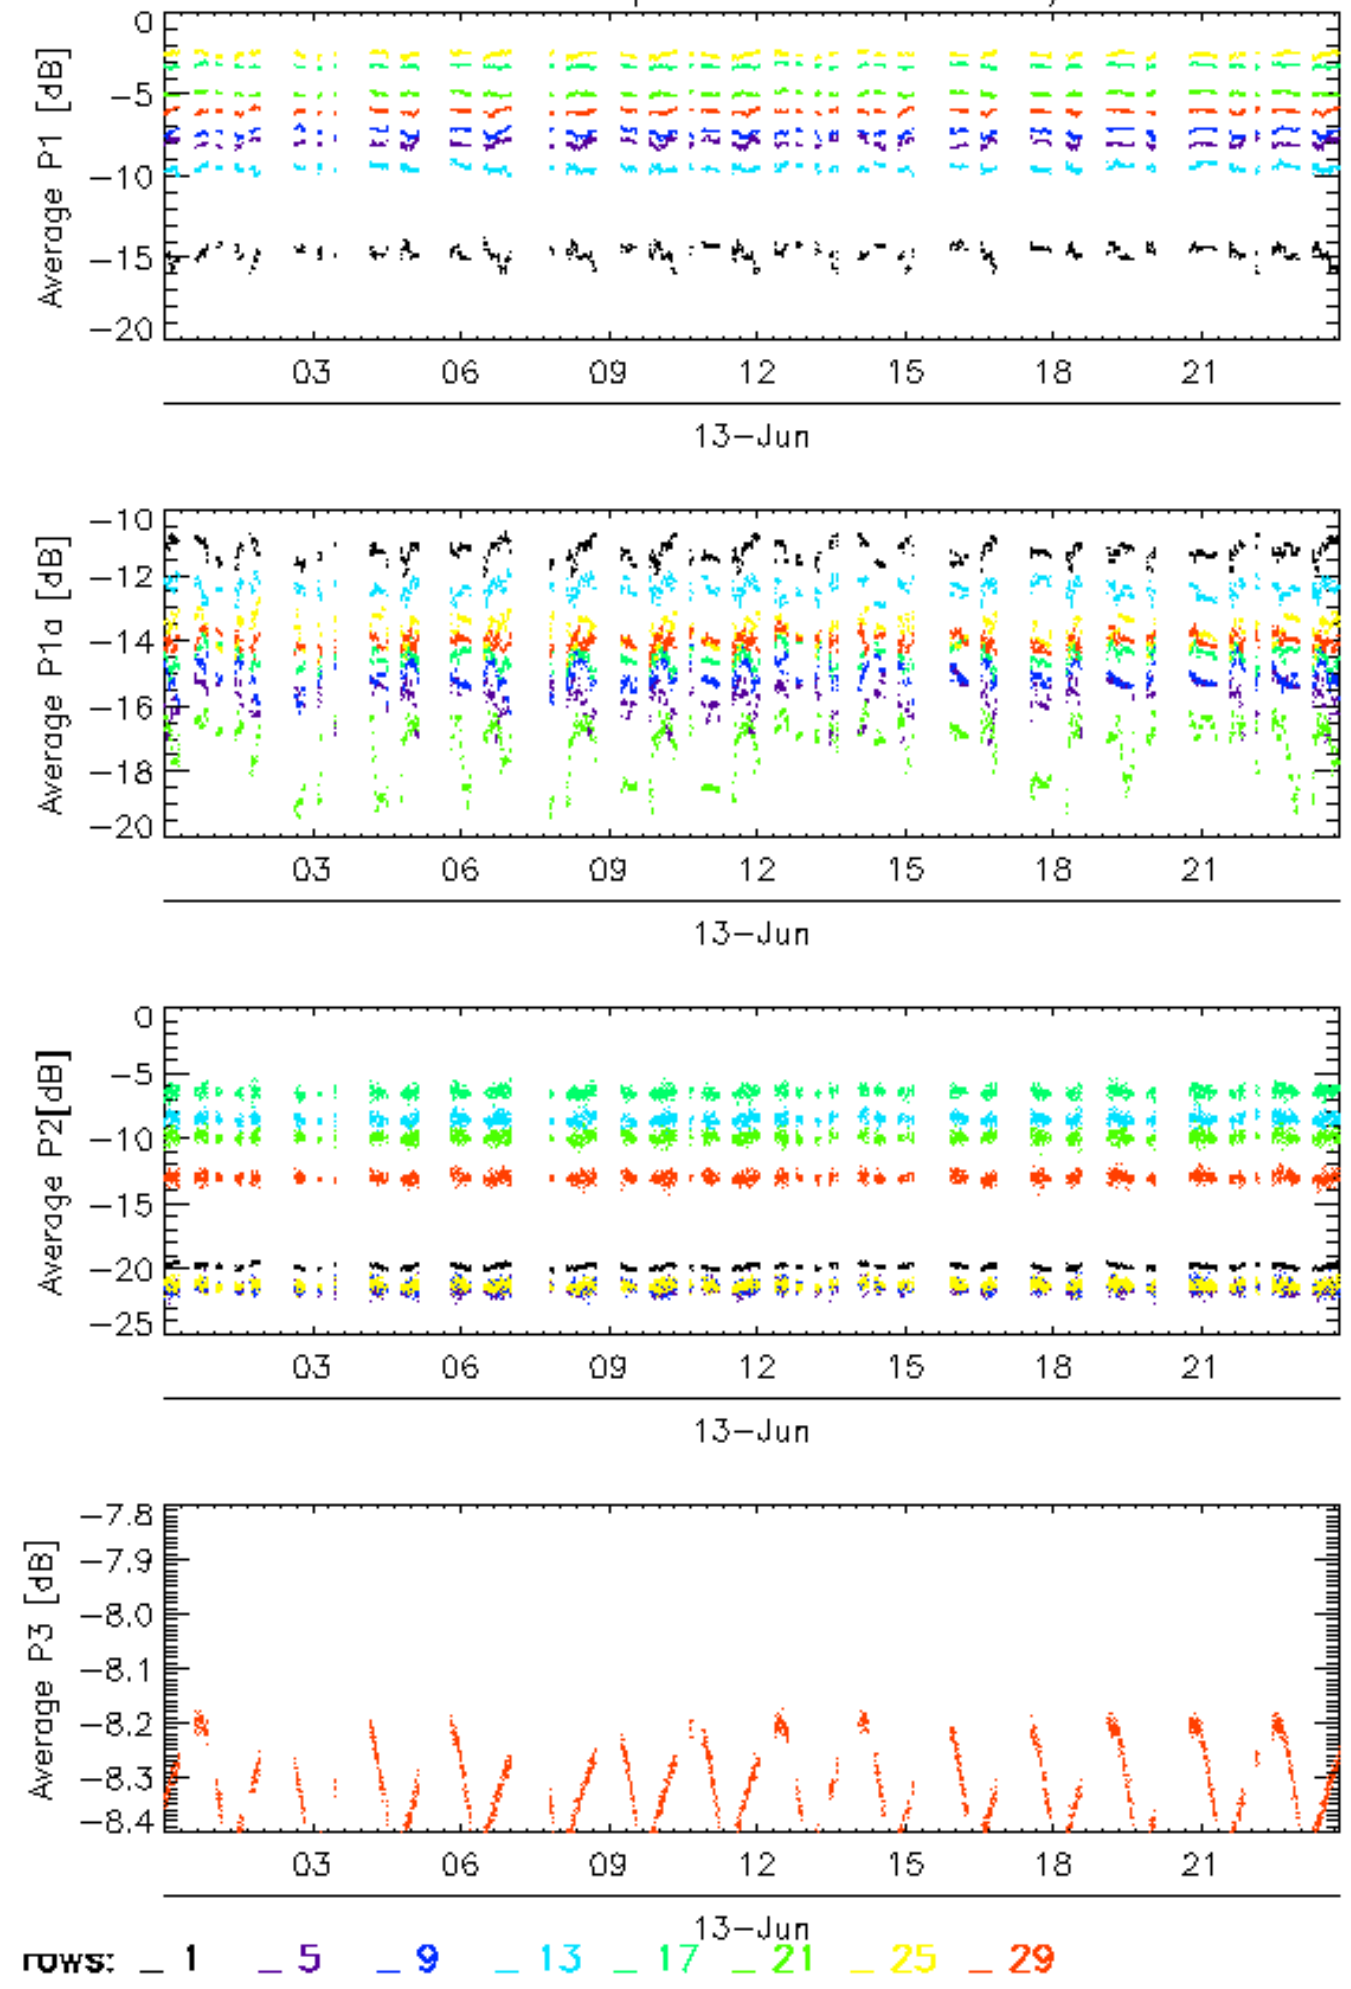 0
−5
−10
−15
−20
Average P1 [dB]
03 06 09 12 15 18 21
13−Jun
−10
−12
−14
−16
−18
−20
Average P1a [dB]
03 06 09 12 15 18 21
13−Jun
0
−5
−10
−15
−20
−25
Average P2[dB]
03 06 09 12 15 18 21
13−Jun
−7.8
−7.9
−8.0
−8.1
−8.2
−8.3
−8.4
Average P3 [dB]
03 06 09 12 15 18 21
13−Jun
rows: _ 1 _ 5 _ 9 _ 13 _ 17 _ 21 _ 25 _ 29